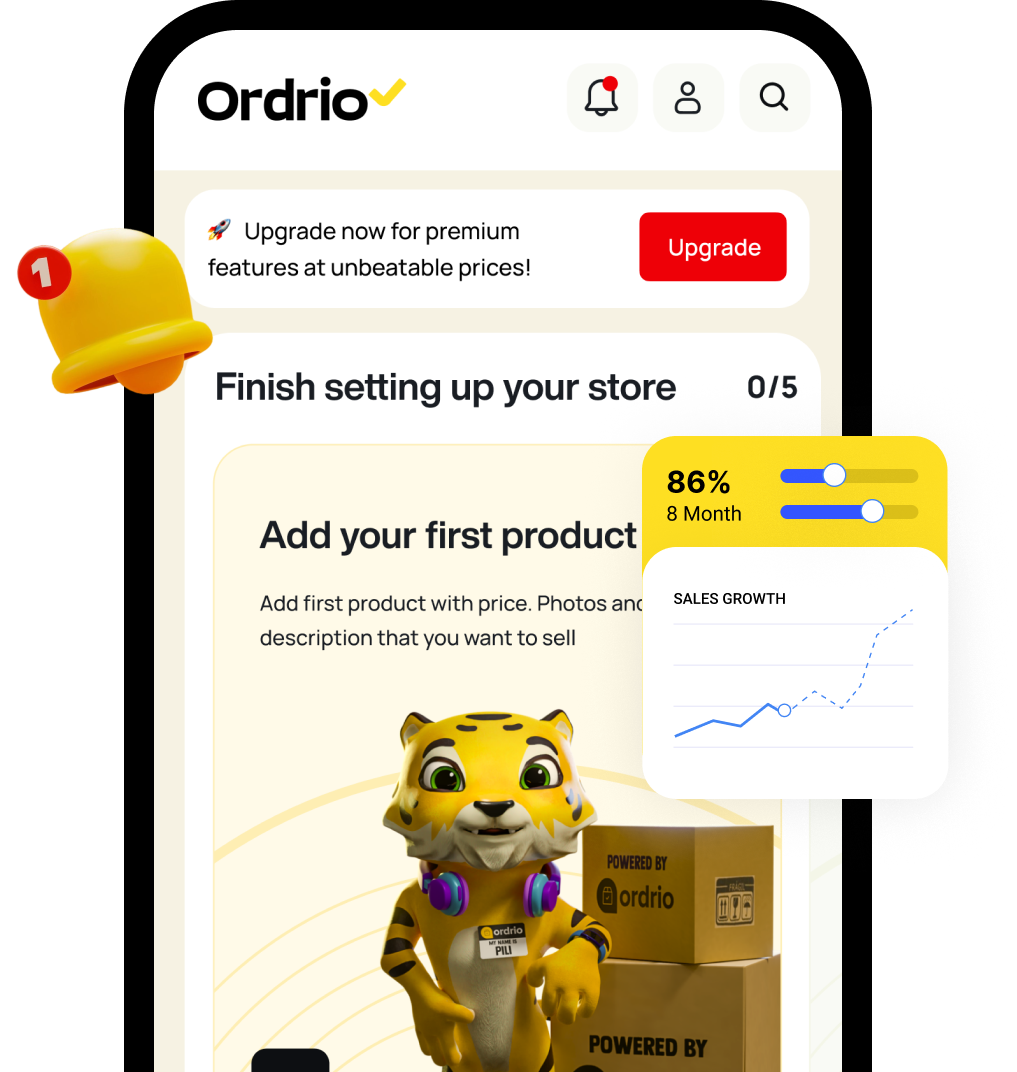 Ordrio
🚀 Upgrade now for premium
features at unbeatable prices!
Upgrade
1
Finish setting up your store
0/5
86%
8 Month
SALES GROWTH
Add your first product
Add first product with price. Photos and
description that you want to sell
POWERED BY
ordrio
FRÁGIL
ordrio
MY NAME IS
PILI
POWERED BY